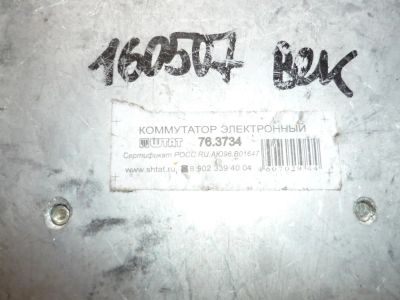 160507 В2К
КОММУТАТОР ЭЛЕКТРОННЫЙ
ШТАТ 76.3734
Сертификат РОСС RU.АЮ96.В01647
www.shtat.ru, ☎8 902 339 40 04